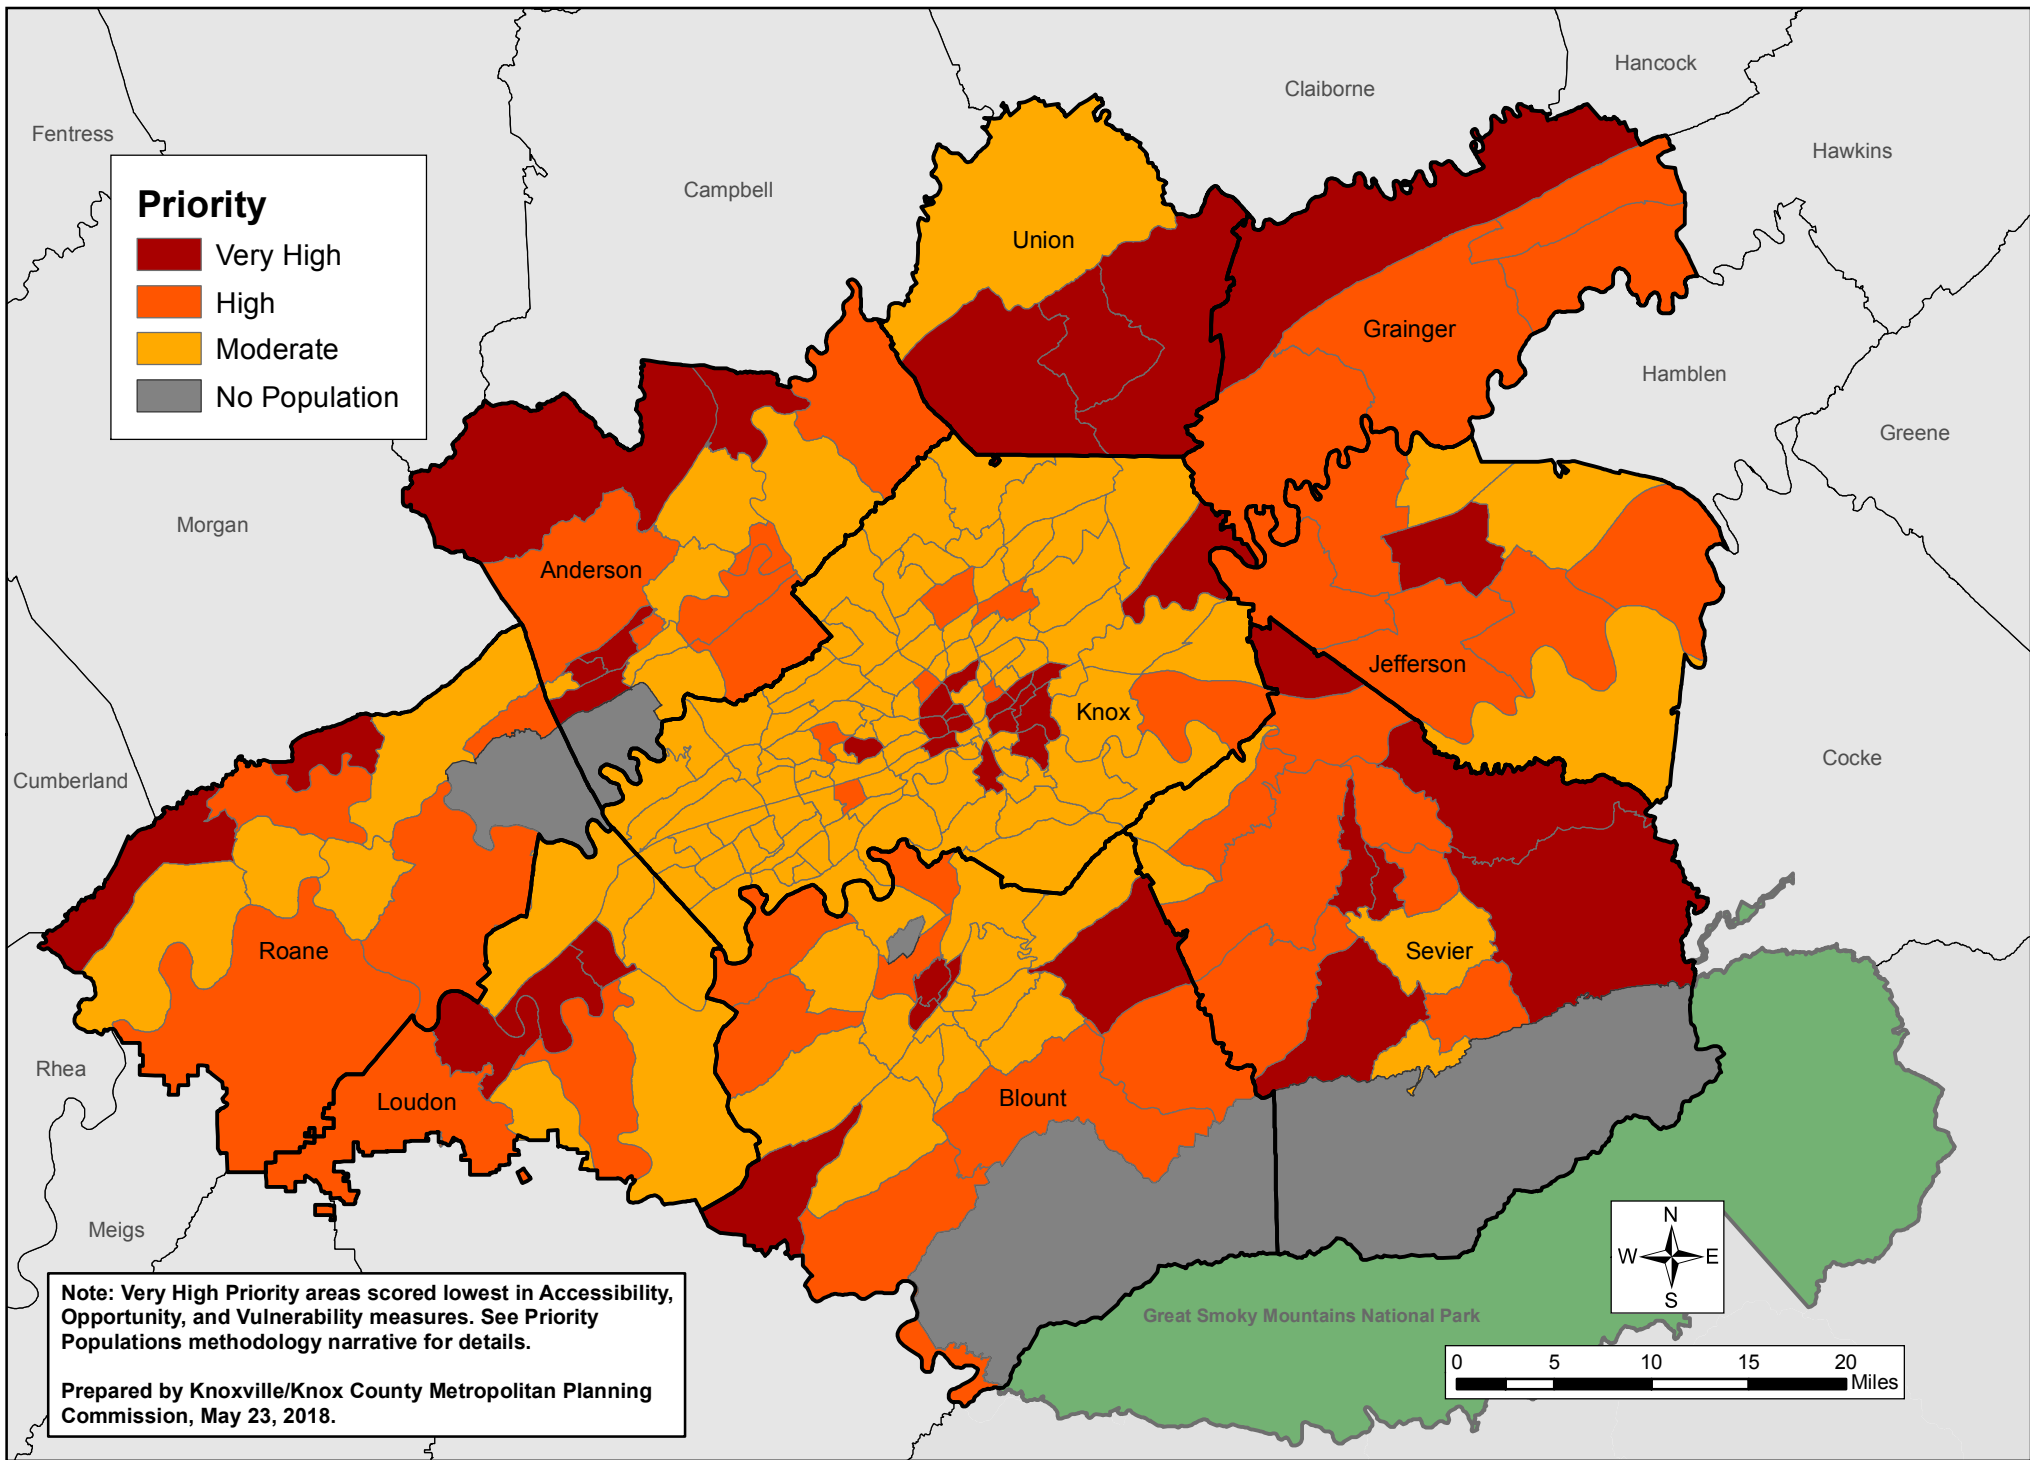 Hancock
Claiborne
Fentress
Hawkins
Campbell
Priority
Very High
High
Moderate
No Population
Union
Grainger
Hamblen
Greene
Morgan
Anderson
Jefferson
Knox
Cumberland
Cocke
Roane
Sevier
Rhea
Loudon
Blount
Meigs
N
W E
S
Note: Very High Priority areas scored lowest in Accessibility,
Opportunity, and Vulnerability measures. See Priority
Populations methodology narrative for details.
Prepared by Knoxville/Knox County Metropolitan Planning
Commission, May 23, 2018.
Great Smoky Mountains National Park
0 5 10 15 20
Miles